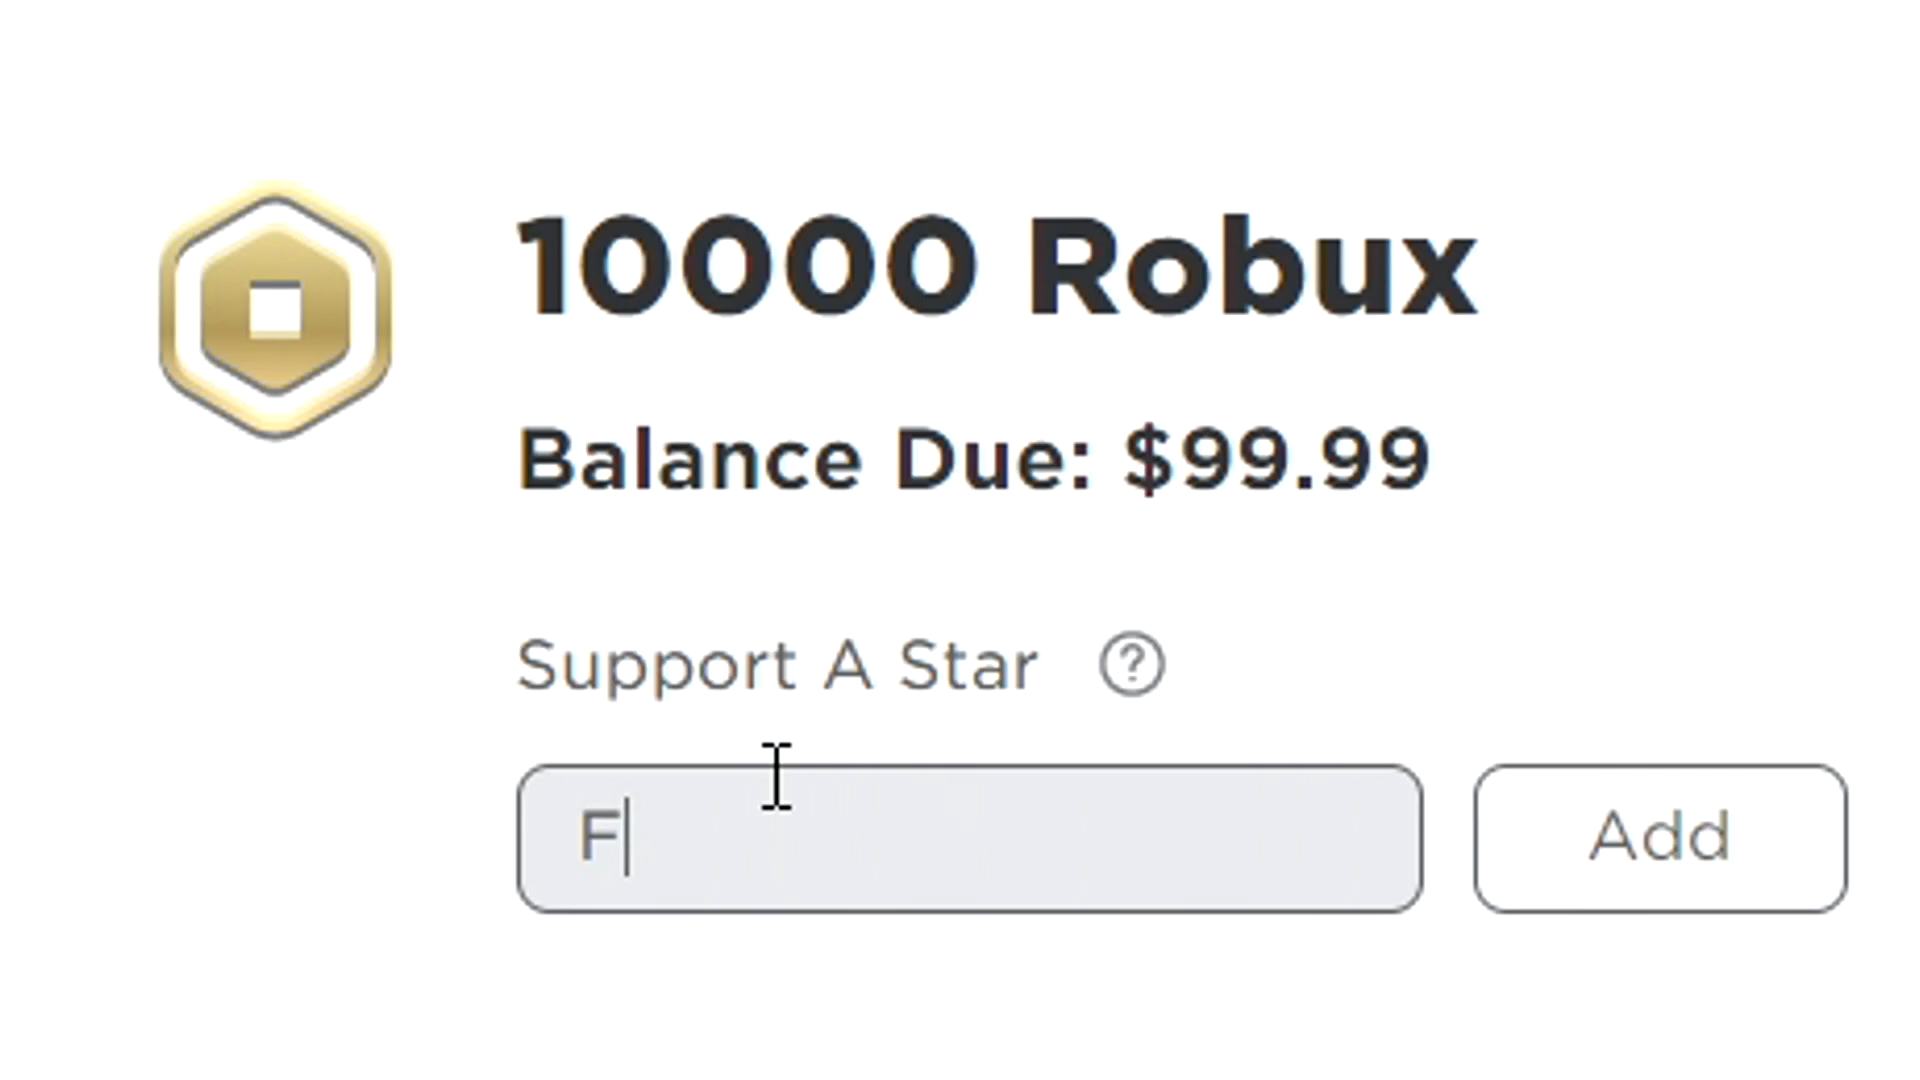 10000 Robux
Balance Due: $99.99
Support A Star ?
F
Add